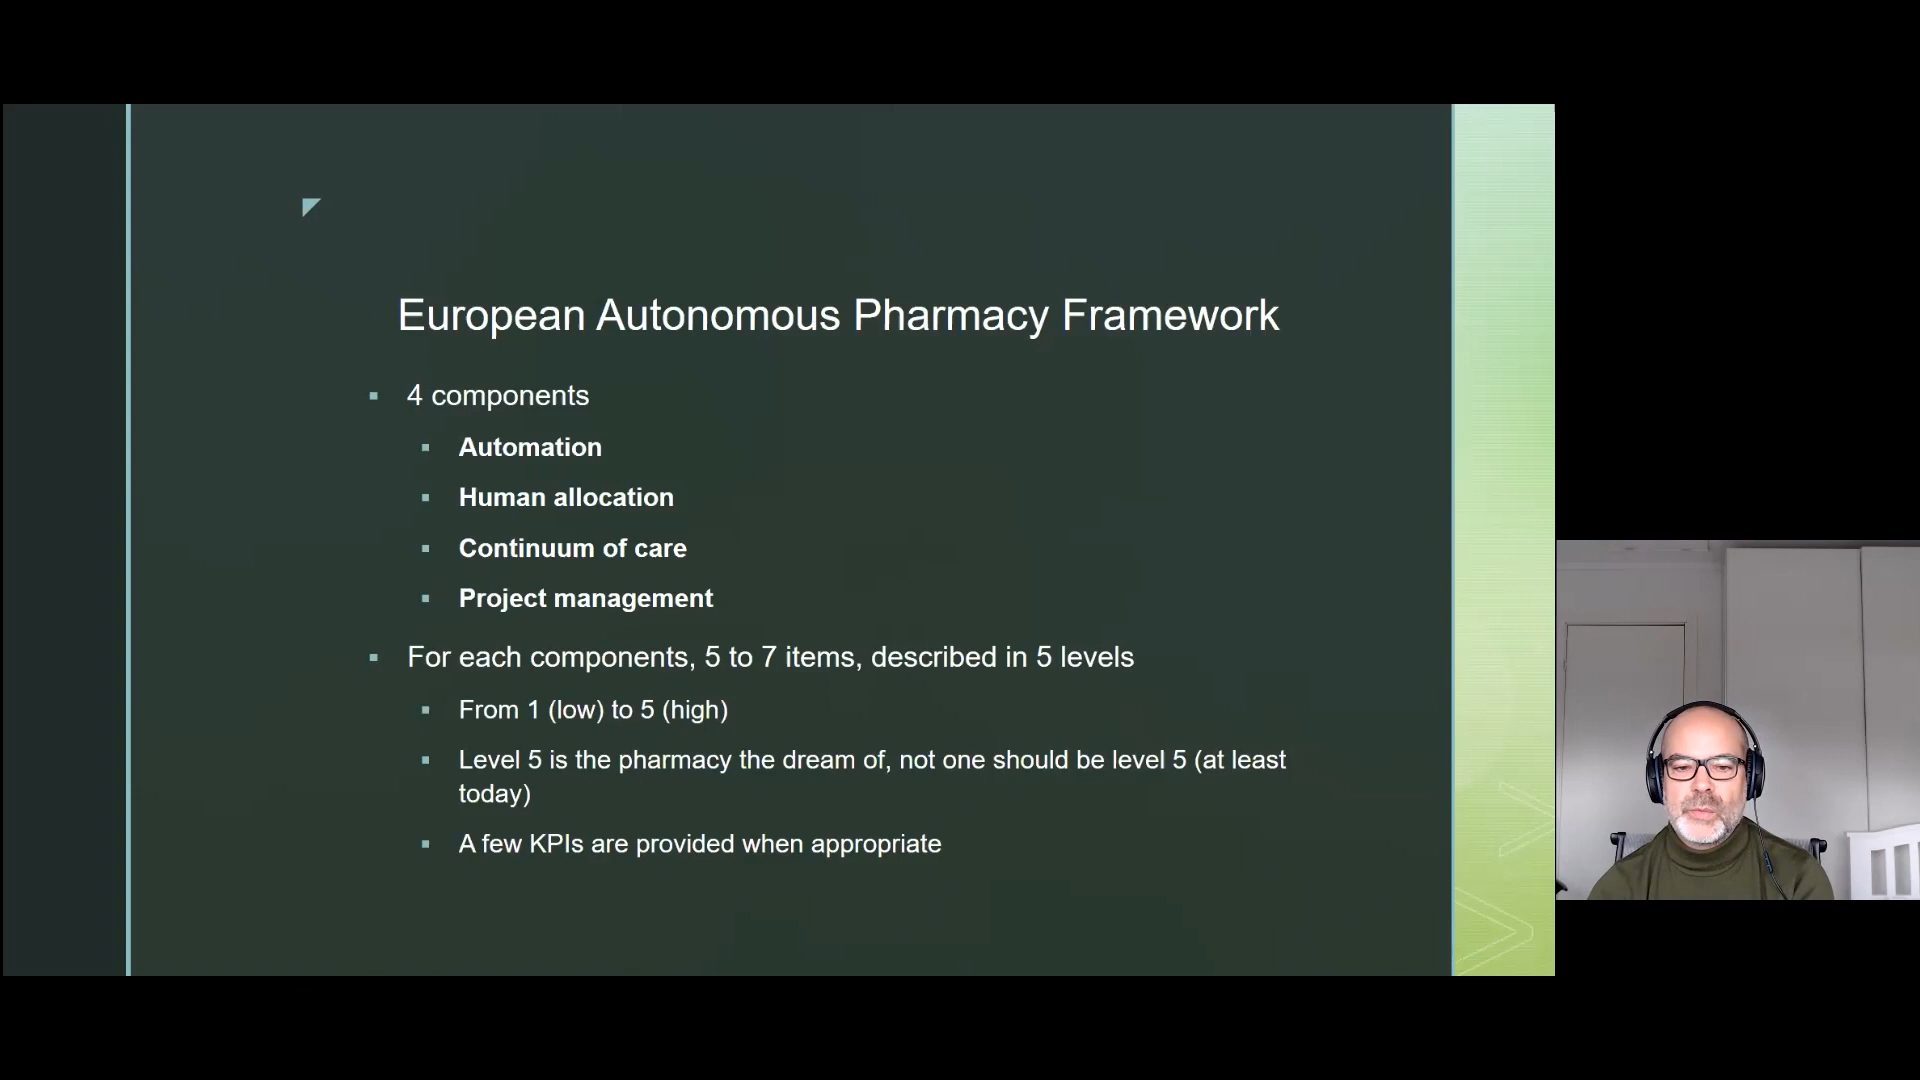 European Autonomous Pharmacy Framework
4 components
Automation
Human allocation
Continuum of care
Project management
For each components, 5 to 7 items, described in 5 levels
From 1 (low) to 5 (high)
Level 5 is the pharmacy the dream of, not one should be level 5 (at least
today)
A few KPIs are provided when appropriate